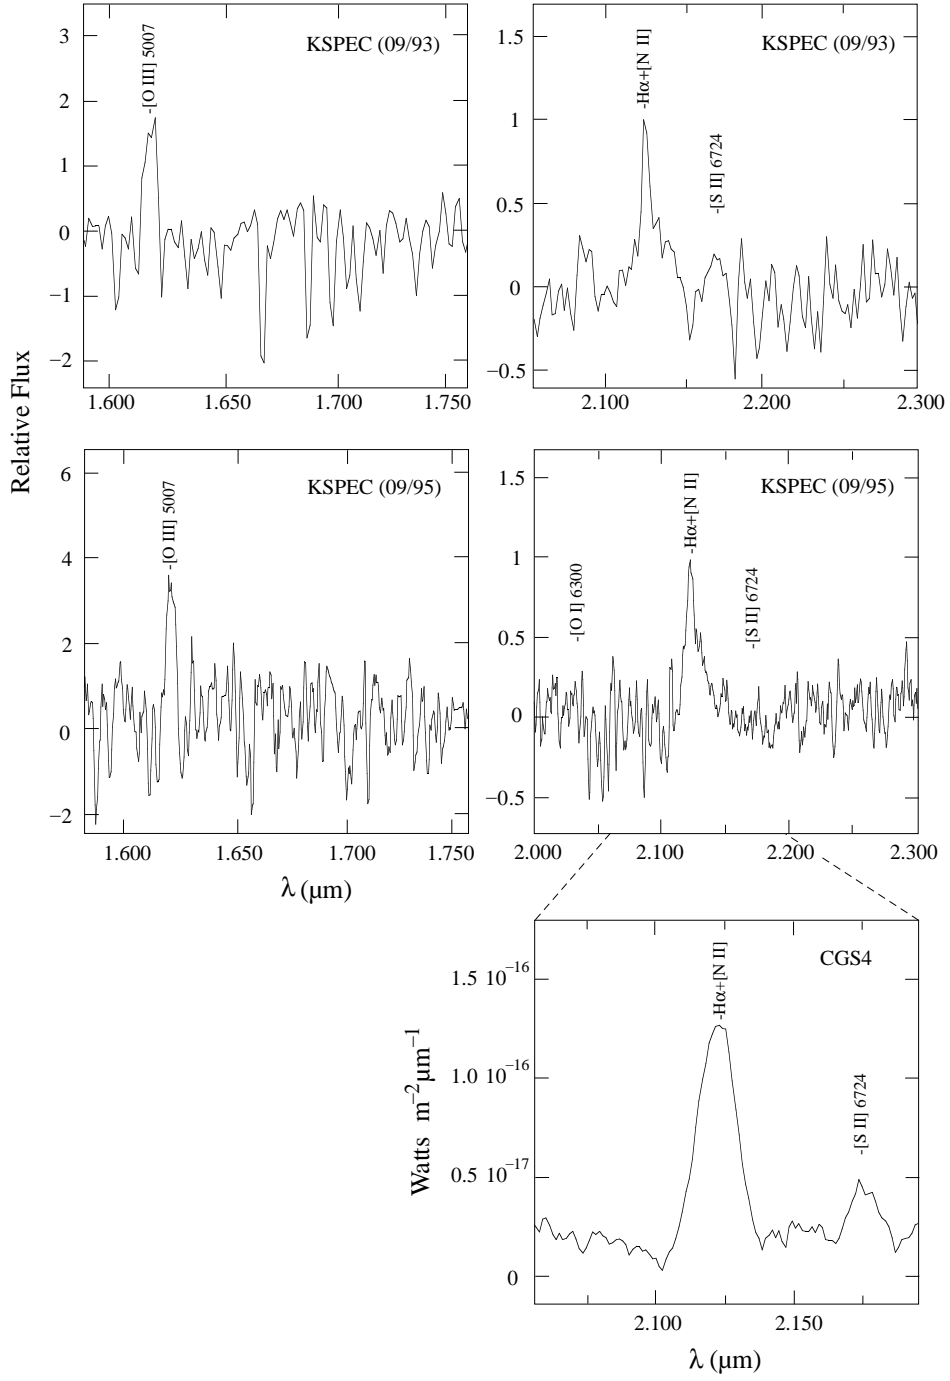 Relative Flux
KSPEC (09/93)
-[O III] 5007
3
2
1
0
−1
−2
1.600
1.650
1.700
1.750
KSPEC (09/93)
-Hα+[N II]
-[S II] 6724
1.5
1
0.5
0
−0.5
2.100
2.200
2.300
KSPEC (09/95)
-[O III] 5007
6
4
2
0
−2
1.600
1.650
1.700
1.750
λ (μm)
KSPEC (09/95)
-[O I] 6300
-Hα+[N II]
-[S II] 6724
1.5
1
0.5
0
−0.5
2.000
2.100
2.200
2.300
CGS4
-Hα+[N II]
-[S II] 6724
Watts m−2μm−1
1.5 10−16
1.0 10−16
0.5 10−17
0
2.100
2.150
λ (μm)